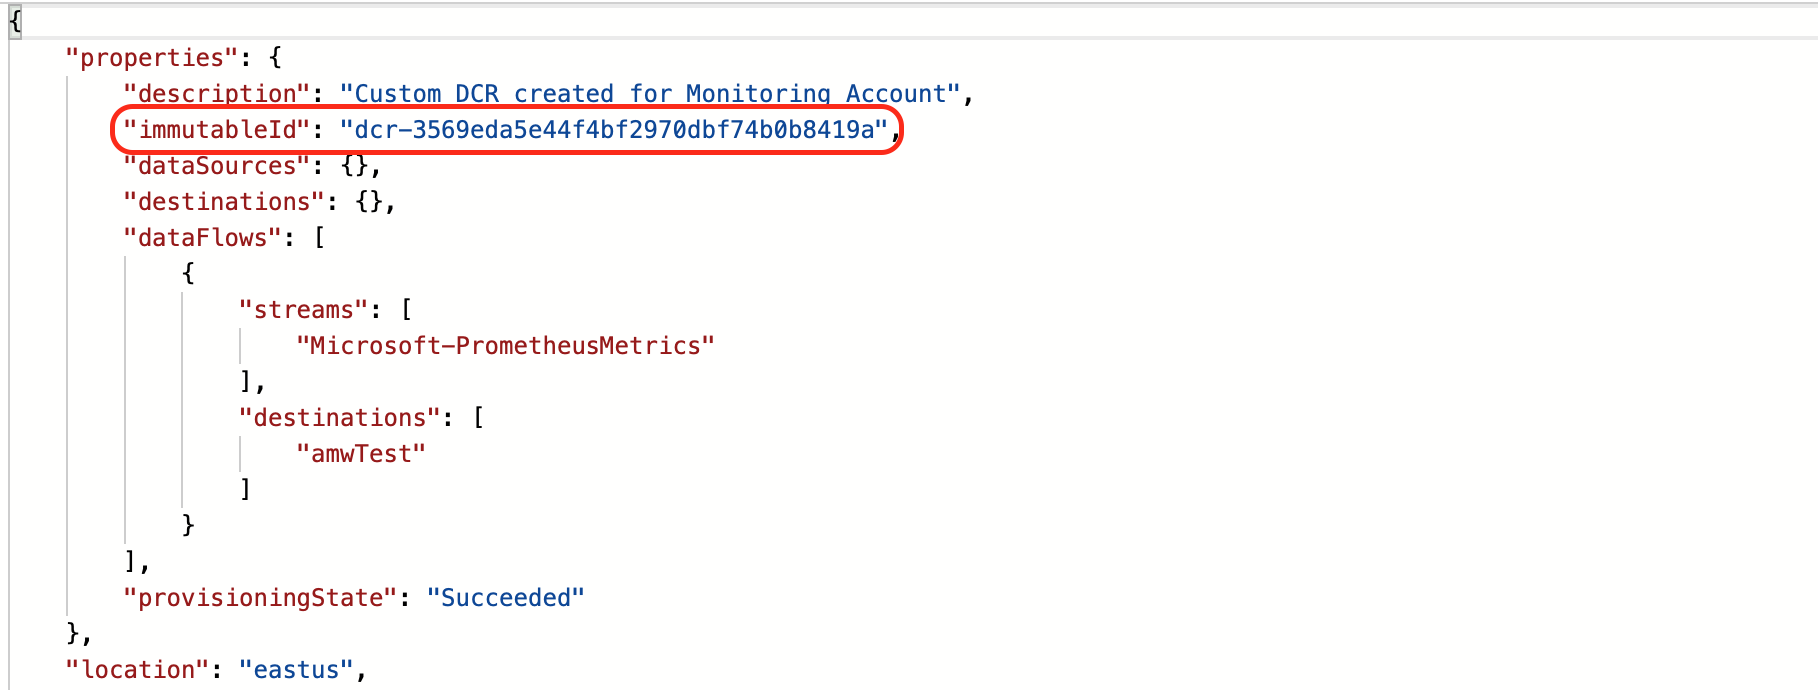 {
"properties": {
"description": "Custom DCR created for Monitoring Account",
"immutableId": "dcr-3569eda5e44f4bf2970dbf74b0b8419a",
"dataSources": {},
"destinations": {},
"dataFlows": [
{
"streams": [
"Microsoft-PrometheusMetrics"
],
"destinations": [
"amwTest"
]
}
],
"provisioningState": "Succeeded"
},
"location": "eastus",